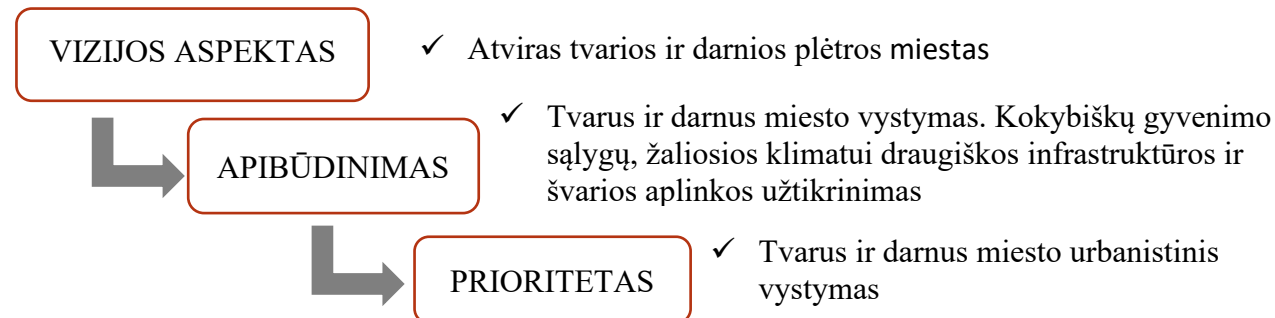 VIZIJOS ASPEKTAS
✓ Atviras tvarios ir darnios plėtros miestas
APIBŪDINIMAS
✓ Tvarus ir darnus miesto vystymas. Kokybiškų gyvenimo
sąlygų, žaliosios klimatui draugiškos infrastruktūros ir
švarios aplinkos užtikrinimas
PRIORITETAS
✓ Tvarus ir darnus miesto urbanistinis
vystymas